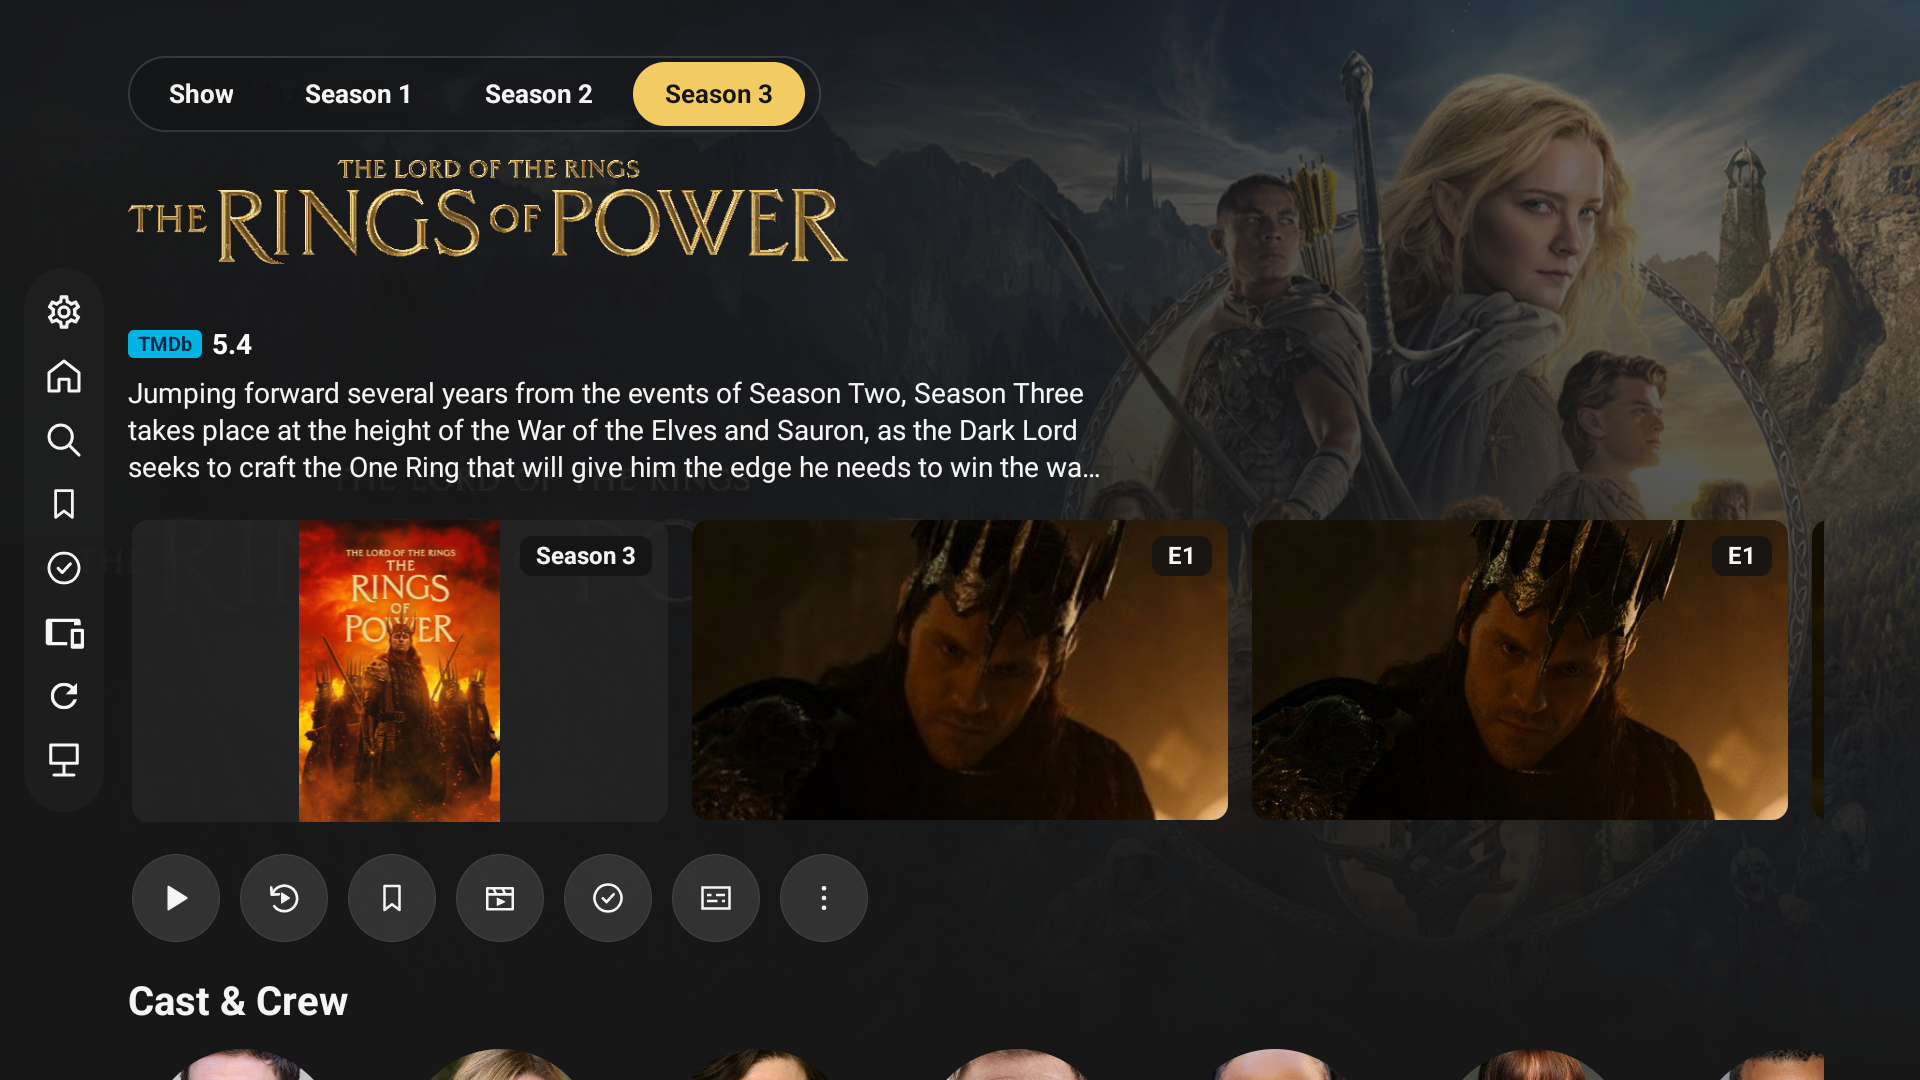 Show
Season 1
Season 2
Season 3
THE LORD OF THE RINGS
THE RINGS OF POWER
TMDb 5.4
Jumping forward several years from the events of Season Two, Season Three
takes place at the height of the War of the Elves and Sauron, as the Dark Lord
seeks to craft the One Ring that will give him the edge he needs to win the wa...
THE LORD OF THE RINGS
THE
RINGS
OF
POWER
Season 3
E1
E1
Cast & Crew